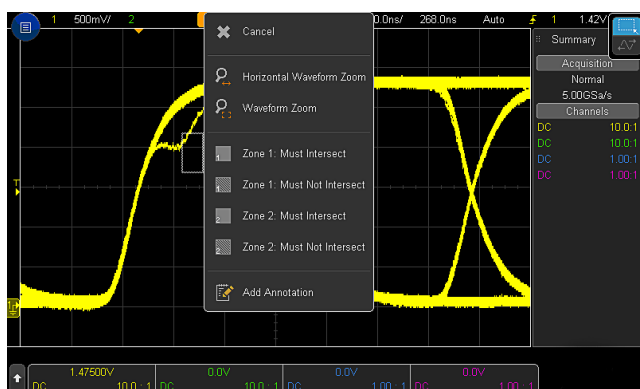 1 500mV/ 2 0.0ns/ 268.0ns Auto 1 1.42V
Cancel
Horizontal Waveform Zoom
Waveform Zoom
1 Zone 1: Must Intersect
1 Zone 1: Must Not Intersect
2 Zone 2: Must Intersect
2 Zone 2: Must Not Intersect
Add Annotation
Summary
Acquisition
Normal
5.00GSa/s
Channels
DC 10.0:1
DC 10.0:1
DC 1.00:1
DC 1.00:1
T
1.47500V 0.0V 0.0V 0.0V
DC 10.0 : 1 DC 10.0 : 1 DC 1.00 : 1 DC 1.00 : 1